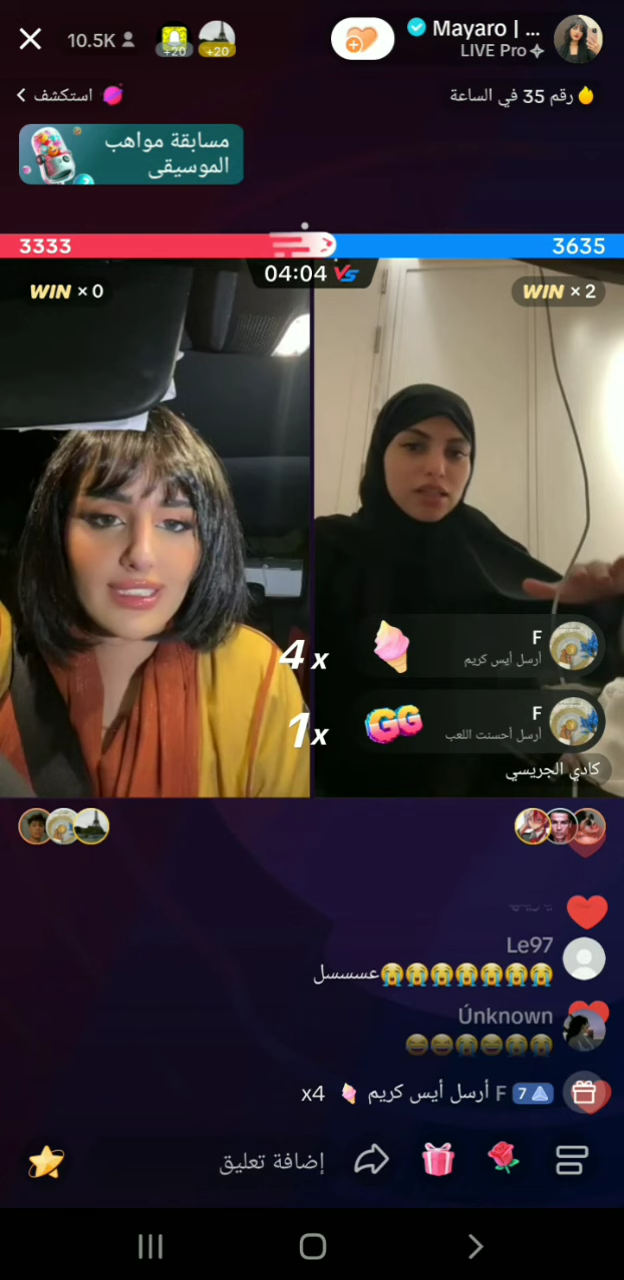 10.5K
+20
+20
Mayaro | ...
LIVE Pro
استكشف
رقم 35 في الساعة
مسابقة مواهب
الموسيقى
3333
3635
WIN × 0
04:04 VS
WIN × 2
F
أرسل أيس كريم
4x
F
أرسل أحسنت اللعب
GG
1x
كادي الجريسي
Le97
😭😭😭😭😭😭😭عسسسل
Únknown
😭😭😂😭😂😂
7 F أرسل أيس كريم x4
إضافة تعليق